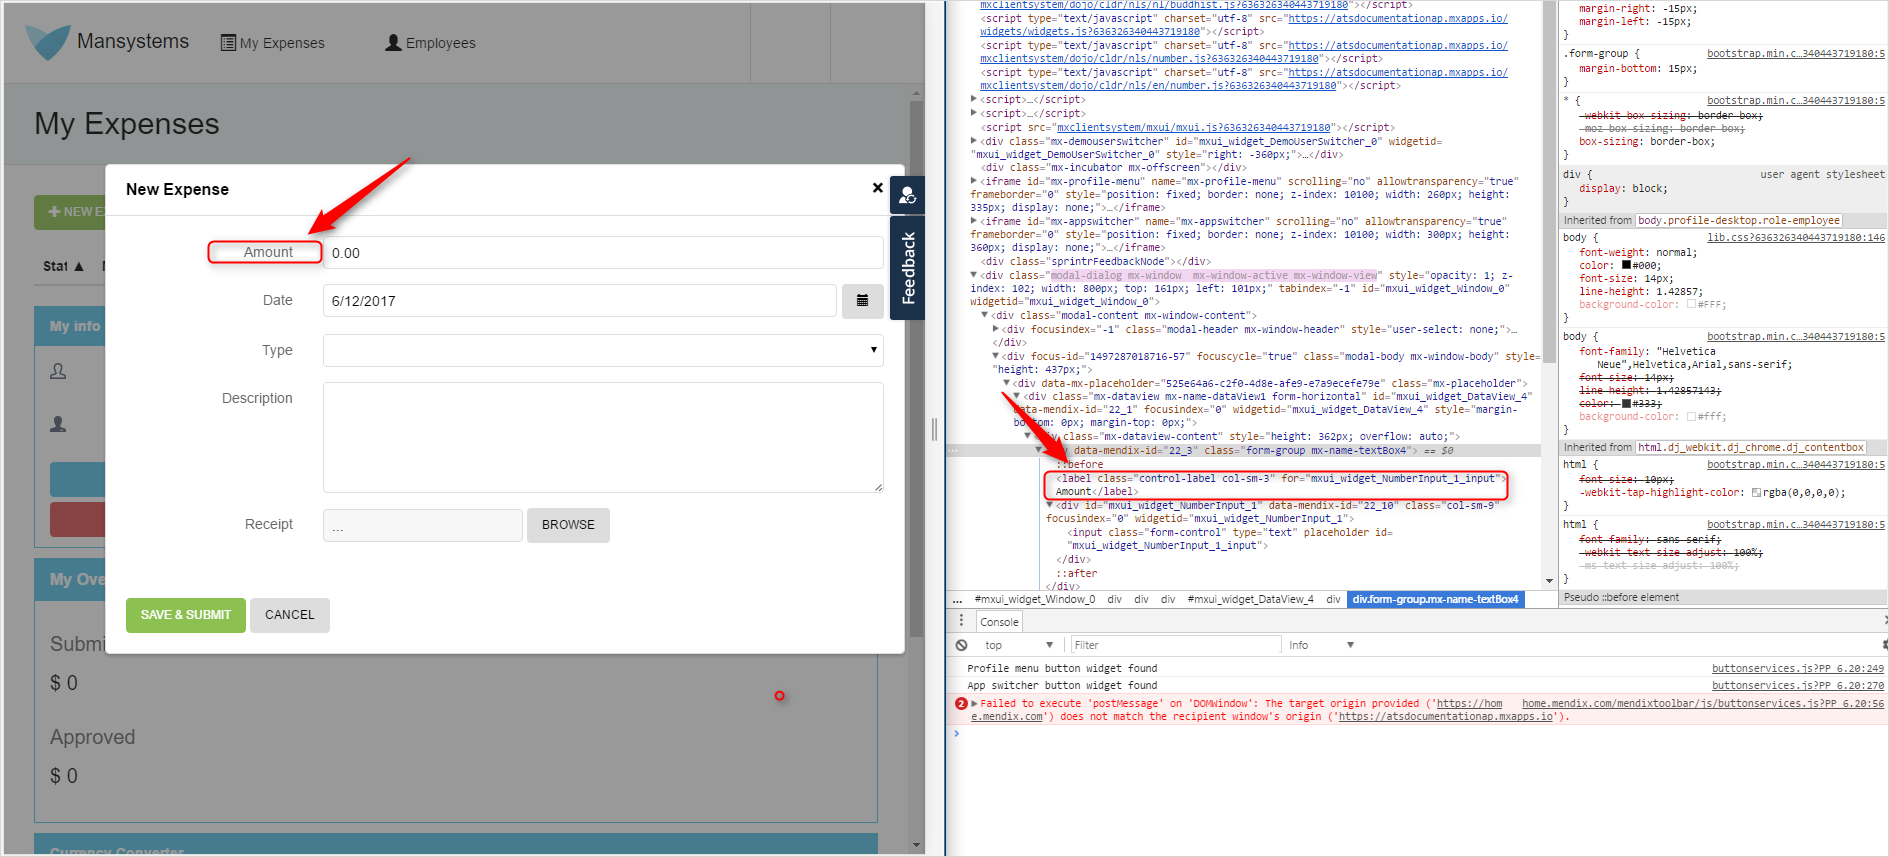 Mansystems
My Expenses
Employees
My Expenses
New Expense
×
NEW E
Amount
0.00
Date
6/12/2017
Type
Description
Receipt
...
BROWSE
SAVE & SUBMIT
CANCEL
Feedback
Stat ▲
My info
My Ove
Submi
$ 0
Approved
$ 0
Currency Converter
mxclientsystem/dojo/cldr/nls/nl/buddhist.js?636326340443719180"></script>
<script type="text/javascript" charset="utf-8" src="https://atsdocumentationap.mxapps.io/
widgets/widgets.js?636326340443719180"></script>
<script type="text/javascript" charset="utf-8" src="https://atsdocumentationap.mxapps.io/
mxclientsystem/dojo/cldr/nls/number.js?636326340443719180"></script>
<script type="text/javascript" charset="utf-8" src="https://atsdocumentationap.mxapps.io/
mxclientsystem/dojo/cldr/nls/en/number.js?636326340443719180"></script>
▶<script>…</script>
▶<script>…</script>
<script src="mxclientsystem/mxui/mxui.js?636326340443719180"></script>
▶<div class="mx-demouserswitcher" id="mxui_widget_DemoUserSwitcher_0" widgetid=
"mxui_widget_DemoUserSwitcher_0" style="right: -360px;">…</div>
<div class="mx-incubator mx-offscreen"></div>
▶<iframe id="mx-profile-menu" name="mx-profile-menu" scrolling="no" allowtransparency="true"
frameborder="0" style="position: fixed; border: none; z-index: 10100; width: 260px; height:
335px; display: none;">…</iframe>
▶<iframe id="mx-appswitcher" name="mx-appswitcher" scrolling="no" allowtransparency="true"
frameborder="0" style="position: fixed; border: none; z-index: 10100; width: 300px; height:
360px; display: none;">…</iframe>
<div class="sprintrFeedbackNode"></div>
▼<div class="modal-dialog mx-window  mx-window-active mx-window-view" style="opacity: 1; z-
index: 102; width: 800px; top: 161px; left: 101px;" tabindex="-1" id="mxui_widget_Window_0"
widgetid="mxui_widget_Window_0">
▼<div class="modal-content mx-window-content">
▶<div focusindex="-1" class="modal-header mx-window-header" style="user-select: none;">…
</div>
▼<div focus-id="1497287018716-57" focuscycle="true" class="modal-body mx-window-body" style=
"height: 437px;">
▼<div data-mx-placeholder="525e64a6-c2f0-4d8e-afe9-e7a9ecefe79e" class="mx-placeholder">
▼<div class="mx-dataview mx-name-dataView1 form-horizontal" id="mxui_widget_DataView_4"
data-mendix-id="22_1" focusindex="0" widgetid="mxui_widget_DataView_4" style="margin-
bottom: 0px; margin-top: 0px;">
▼ class="mx-dataview-content" style="height: 362px; overflow: auto;">
… ▼ data-mendix-id="22_3" class="form-group mx-name-textBox4"> == $0
::before
<label class="control-label col-sm-3" for="mxui_widget_NumberInput_1_input">
Amount</label>
▼<div id="mxui_widget_NumberInput_1" data-mendix-id="22_10" class="col-sm-9"
focusindex="0" widgetid="mxui_widget_NumberInput_1">
<input class="form-control" type="text" placeholder id=
"mxui_widget_NumberInput_1_input">
</div>
::after
</div>
... #mxui_widget_Window_0 div div div #mxui_widget_DataView_4 div div.form-group.mx-name-textBox4
margin-right: -15px;
margin-left: -15px;
}
.form-group { bootstrap.min.c…340443719180:5
margin-bottom: 15px;
}
* { bootstrap.min.c…340443719180:5
-webkit-box-sizing: border-box;
-moz-box-sizing: border-box;
box-sizing: border-box;
}
div { user agent stylesheet
display: block;
}
Inherited from body.profile-desktop.role-employee
body { lib.css?636326340443719180:146
font-weight: normal;
color: #000;
font-size: 14px;
line-height: 1.42857;
background-color: #FFF;
}
body { bootstrap.min.c…340443719180:5
font-family: "Helvetica
Neue",Helvetica,Arial,sans-serif;
font-size: 14px;
line-height: 1.42857143;
color: #333;
background-color: #fff;
}
Inherited from html.dj_webkit.dj_chrome.dj_contentbox
html { bootstrap.min.c…340443719180:5
font-size: 10px;
-webkit-tap-highlight-color: rgba(0,0,0,0);
}
html { bootstrap.min.c…340443719180:5
font-family: sans-serif;
-webkit-text-size-adjust: 100%;
-ms-text-size-adjust: 100%;
}
Pseudo ::before element
Console
top ▼ Filter Info ▼
Profile menu button widget found buttonservices.js?PP 6.20:249
App switcher button widget found buttonservices.js?PP 6.20:270
2 ▶Failed to execute 'postMessage' on 'DOMWindow': The target origin provided ('https://hom home.mendix.com/mendixtoolbar/js/buttonservices.js?PP 6.20:56
e.mendix.com') does not match the recipient window's origin ('https://atsdocumentationap.mxapps.io').
>